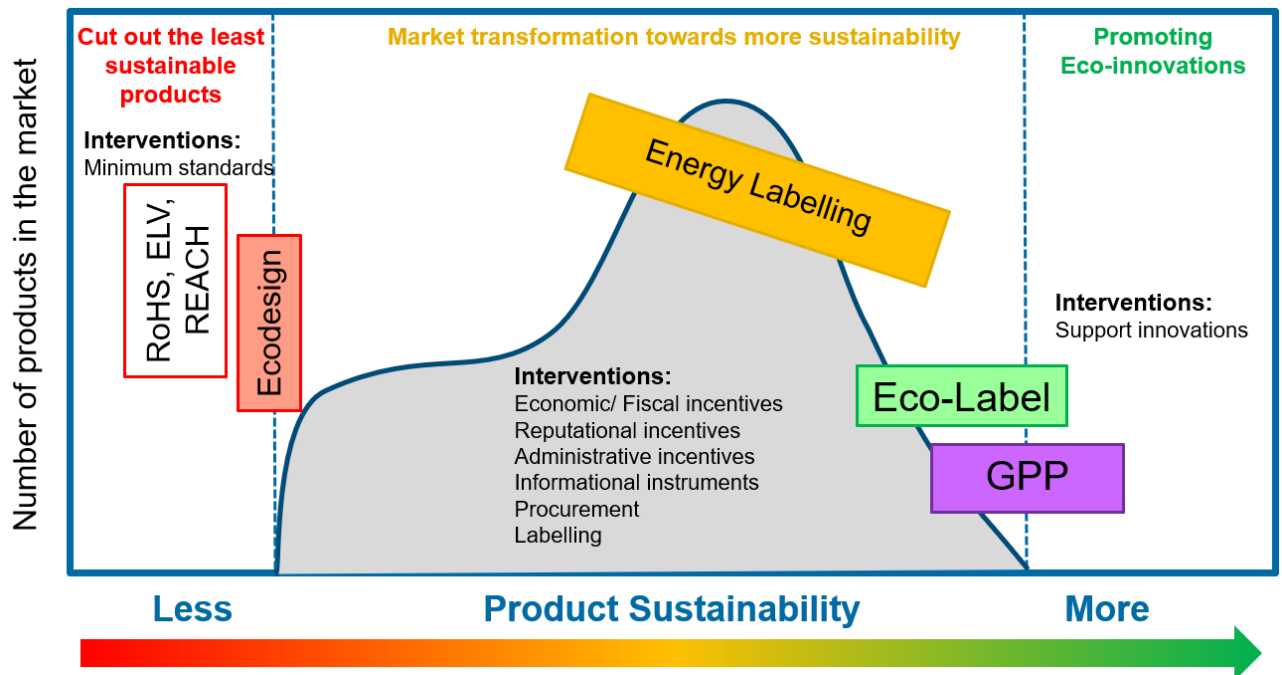 Cut out the least
sustainable
products
Market transformation towards more sustainability
Promoting
Eco-innovations
Number of products in the market
Interventions:
Minimum standards
RoHS, ELV,
REACH
Ecodesign
Energy Labelling
Interventions:
Support innovations
Interventions:
Economic/ Fiscal incentives
Reputational incentives
Administrative incentives
Informational instruments
Procurement
Labelling
Eco-Label
GPP
Less
Product Sustainability
More